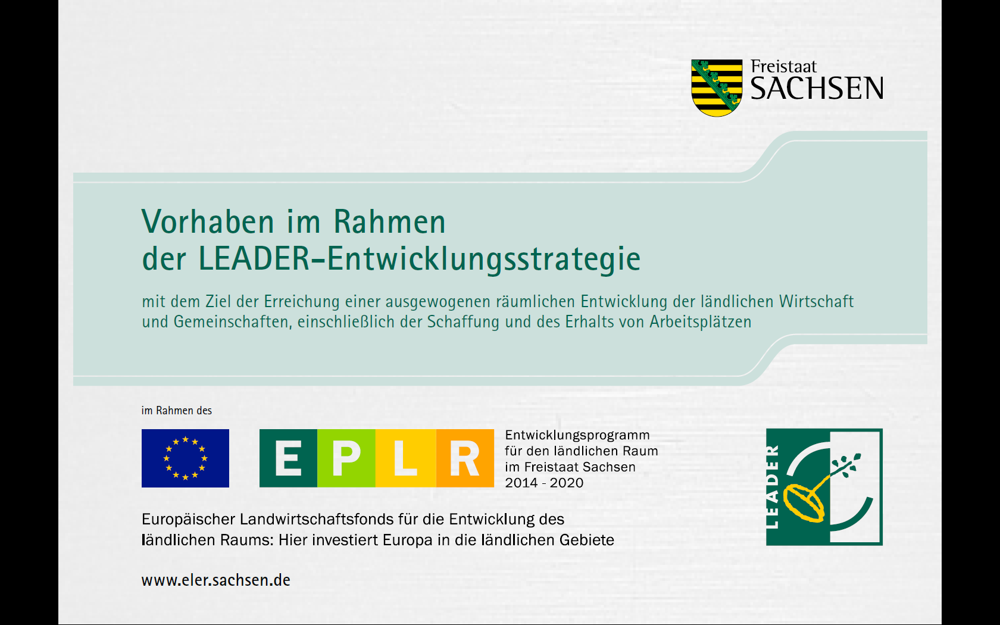 Freistaat
SACHSEN
Vorhaben im Rahmen
der LEADER-Entwicklungsstrategie
mit dem Ziel der Erreichung einer ausgewogenen räumlichen Entwicklung der ländlichen Wirtschaft
und Gemeinschaften, einschließlich der Schaffung und des Erhalts von Arbeitsplätzen
im Rahmen des
EPLR
Entwicklungsprogramm
für den ländlichen Raum
im Freistaat Sachsen
2014 - 2020
LEADER
Europäischer Landwirtschaftsfonds für die Entwicklung des
ländlichen Raums: Hier investiert Europa in die ländlichen Gebiete
www.eler.sachsen.de